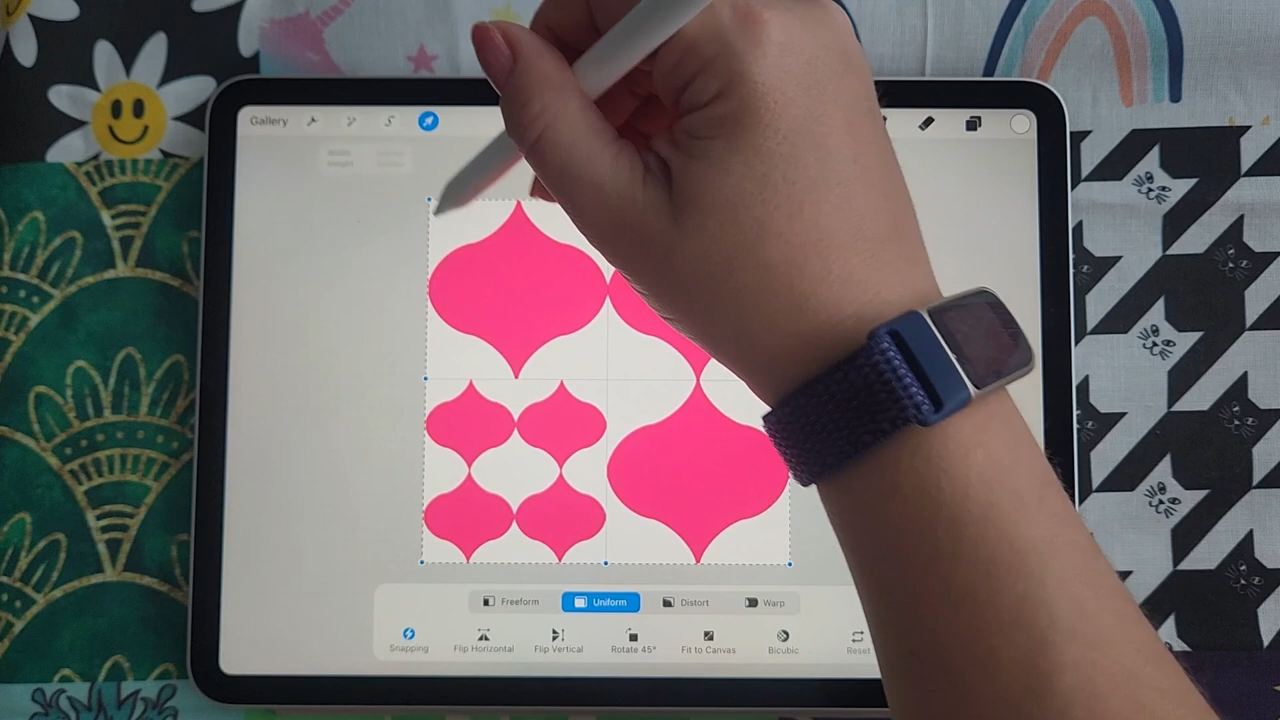 Gallery
Freeform Uniform Distort Warp
Snapping Flip Horizontal Flip Vertical Rotate 45° Fit to Canvas Bicubic Reset